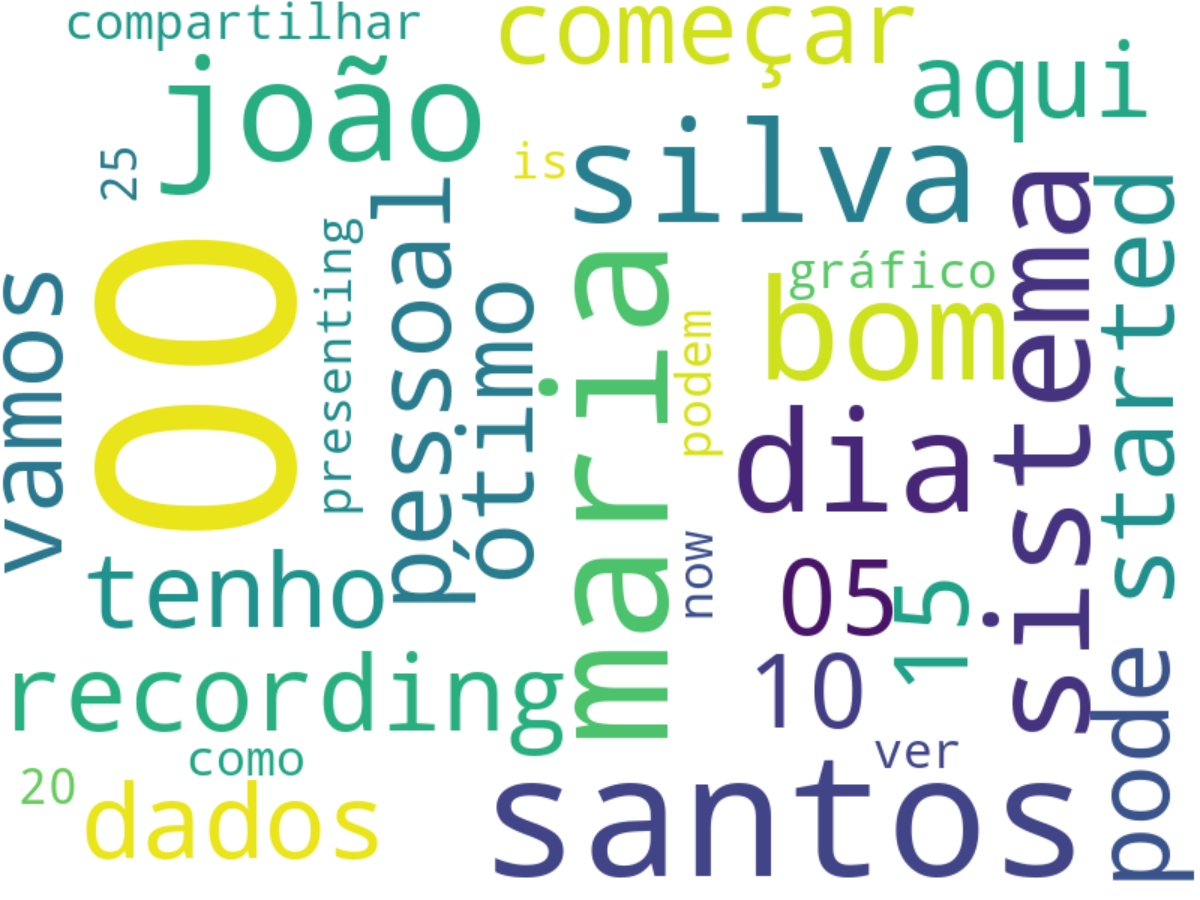 compartilhar
começar
joão
aqui
25
is
silva
pessoal
presenting
sistema
started
maria
gráfico
bom
vamos
00
ótimo
podem
dia
tenho
now
05
15
recording
10
pode
como
ver
20
dados
santos